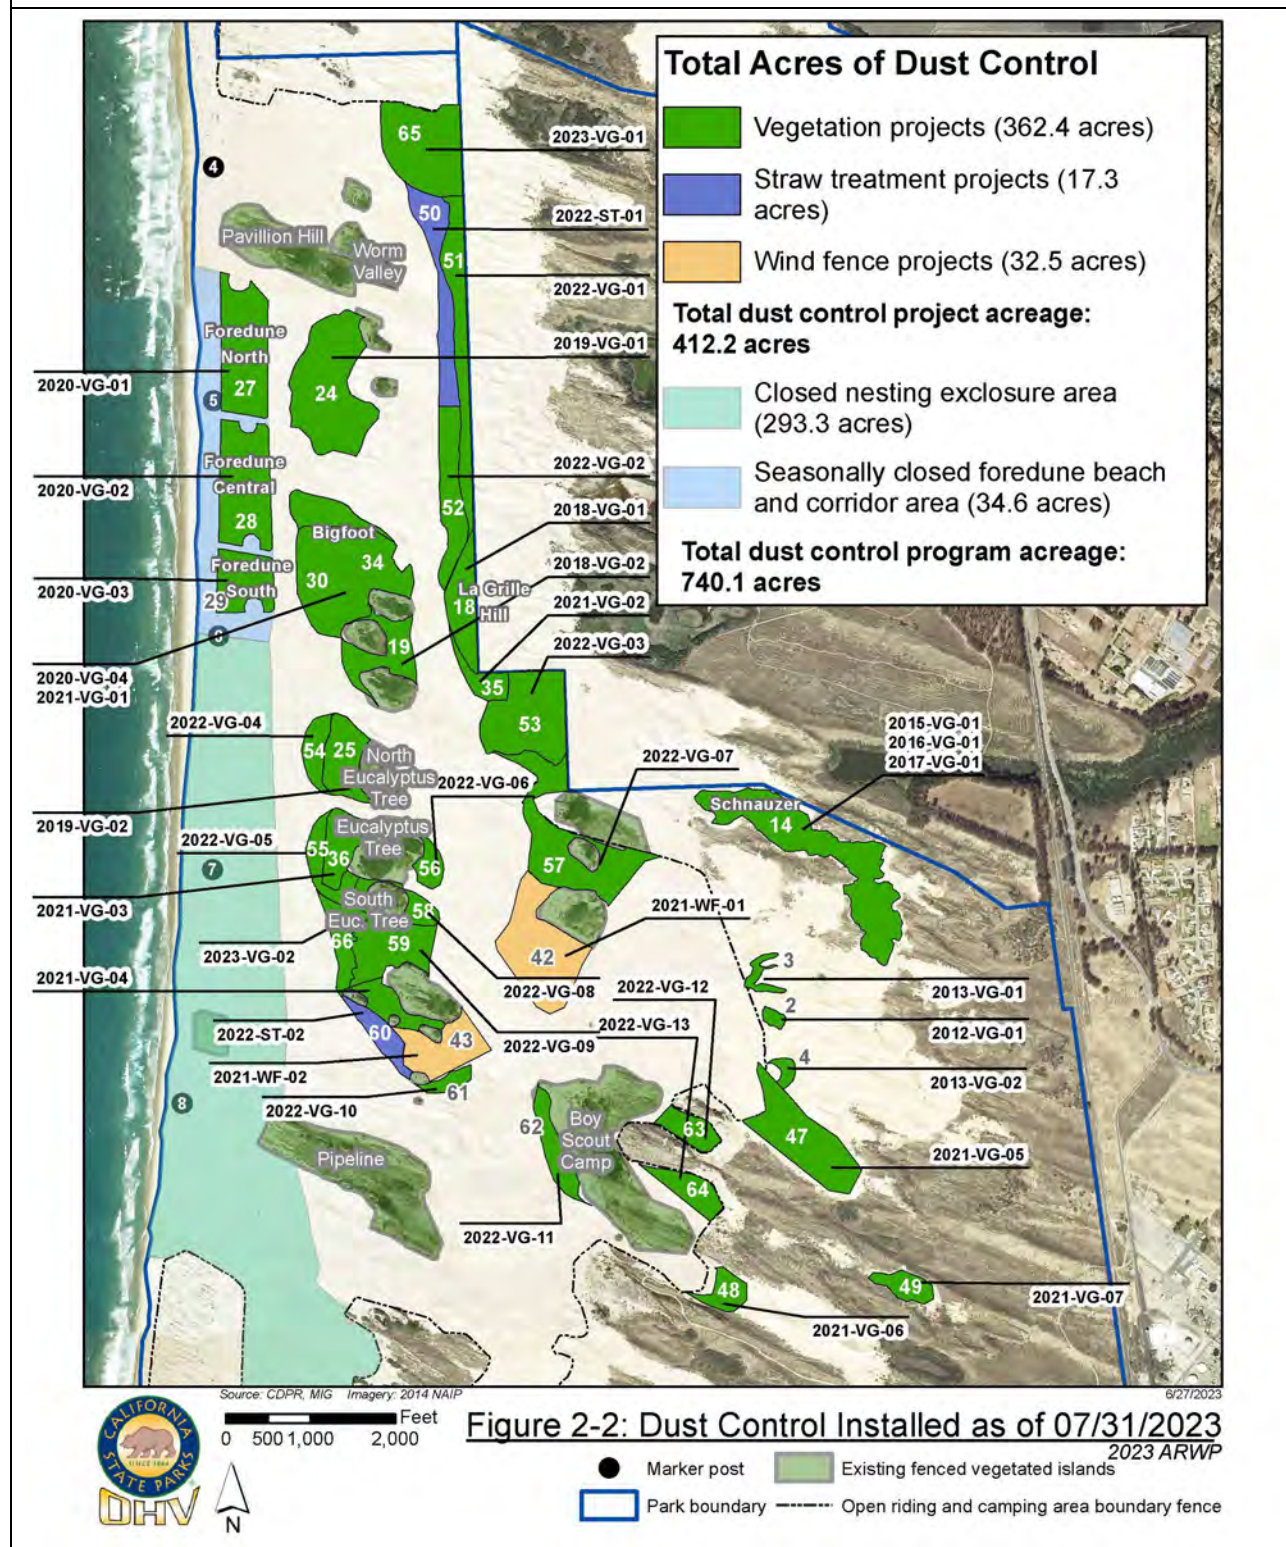 Total Acres of Dust Control
Vegetation projects (362.4 acres)
Straw treatment projects (17.3
acres)
Wind fence projects (32.5 acres)
Total dust control project acreage:
412.2 acres
Closed nesting exclosure area
(293.3 acres)
Seasonally closed foredune beach
and corridor area (34.6 acres)
Total dust control program acreage:
740.1 acres
65
2023-VG-01
4
50
2022-ST-01
Pavillion Hill
Worm
Valley
51
2022-VG-01
Foredune
North
27
2019-VG-01
2020-VG-01
5
24
Foredune
Central
28
2022-VG-02
2020-VG-02
52
2018-VG-01
Bigfoot
34
30
Foredune
South
29
2018-VG-02
2020-VG-03
La Grille
Hill
18
2021-VG-02
6
19
2022-VG-03
2020-VG-04
2021-VG-01
35
53
2022-VG-04
2015-VG-01
2016-VG-01
2017-VG-01
54
25
North
Eucalyptus
Tree
2022-VG-07
2022-VG-06
Schnauzer
14
2019-VG-02
Eucalyptus
Tree
2022-VG-05
55
36
56
57
7
2021-VG-03
South
Euc. Tree
58
2021-WF-01
66
59
2023-VG-02
42
3
2021-VG-04
2022-VG-08
2022-VG-12
2013-VG-01
2
2022-ST-02
60
43
2022-VG-13
2012-VG-01
2022-VG-09
4
2021-WF-02
2013-VG-02
61
2022-VG-10
8
62
Boy
Scout
Camp
63
47
Pipeline
2021-VG-05
64
2022-VG-11
48
49
2021-VG-07
2021-VG-06
Source: CDPR, MIG Imagery: 2014 NAIP
6/27/2023
CALIFORNIA
STATE PARKS
SINCE 1864
OHV
Feet
0 500 1,000 2,000
N
Figure 2-2: Dust Control Installed as of 07/31/2023
2023 ARWP
Marker post
Existing fenced vegetated islands
Park boundary
Open riding and camping area boundary fence